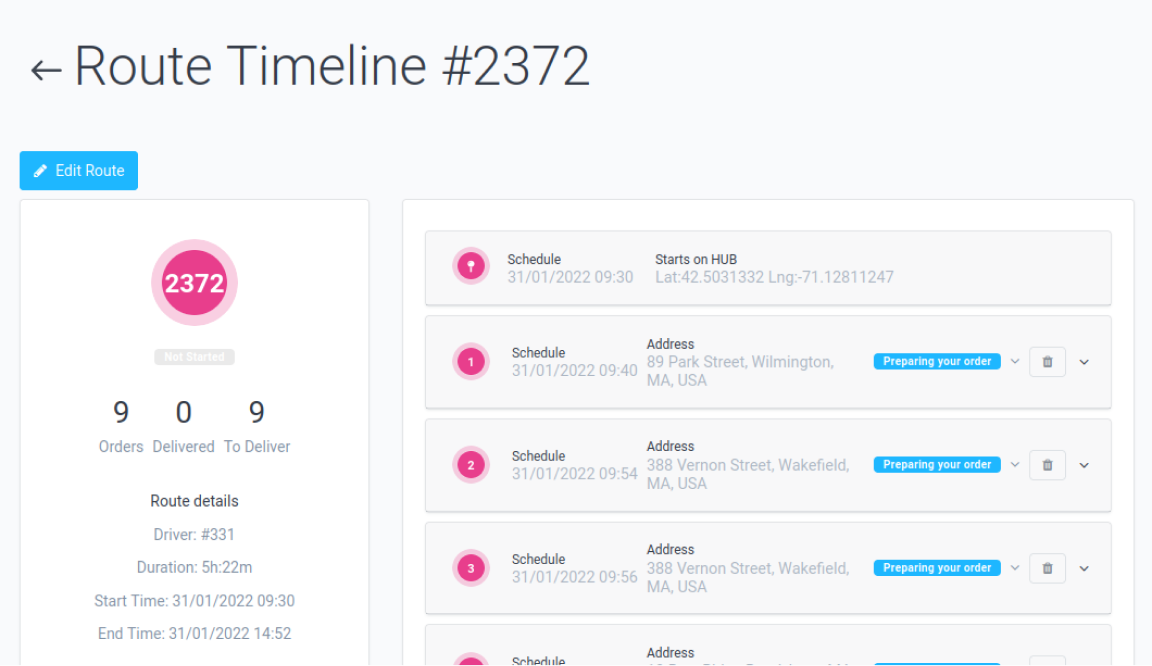 ← Route Timeline #2372
Edit Route
2372
Not Started
9 0 9
Orders Delivered To Deliver
Route details
Driver: #331
Duration: 5h:22m
Start Time: 31/01/2022 09:30
End Time: 31/01/2022 14:52
Schedule
31/01/2022 09:30
Starts on HUB
Lat:42.5031332 Lng:-71.12811247
1
Schedule
31/01/2022 09:40
Address
89 Park Street, Wilmington,
MA, USA
Preparing your order
2
Schedule
31/01/2022 09:54
Address
388 Vernon Street, Wakefield,
MA, USA
Preparing your order
3
Schedule
31/01/2022 09:56
Address
388 Vernon Street, Wakefield,
MA, USA
Preparing your order
Schedule
Address